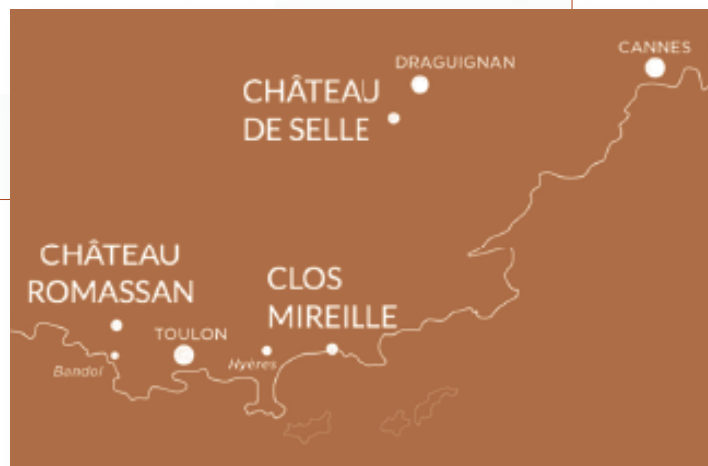 CANNES
DRAGUIGNAN
CHÂTEAU
DE SELLE
CHÂTEAU
ROMASSAN
CLOS
MIREILLE
TOULON
Hyères
Bandol